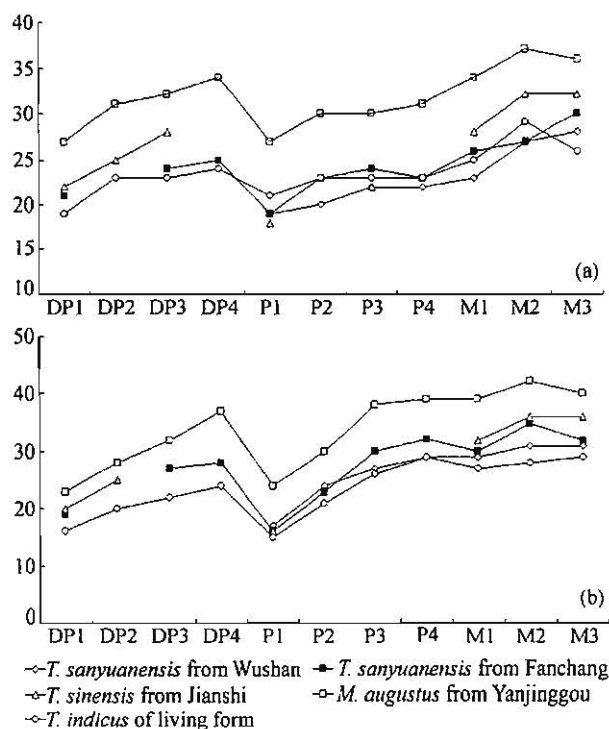 40
35
30
25
20
15
10
(a)
DP1 DP2 DP3 DP4 P1 P2 P3 P4 M1 M2 M3
50
40
30
20
10
0
(b)
DP1 DP2 DP3 DP4 P1 P2 P3 P4 M1 M2 M3
T. sanyuanensis from Wushan T. sanyuanensis from Fanchang
T. sinensis from Jianshi M. augustus from Yanjinggou
T. indicus of living form